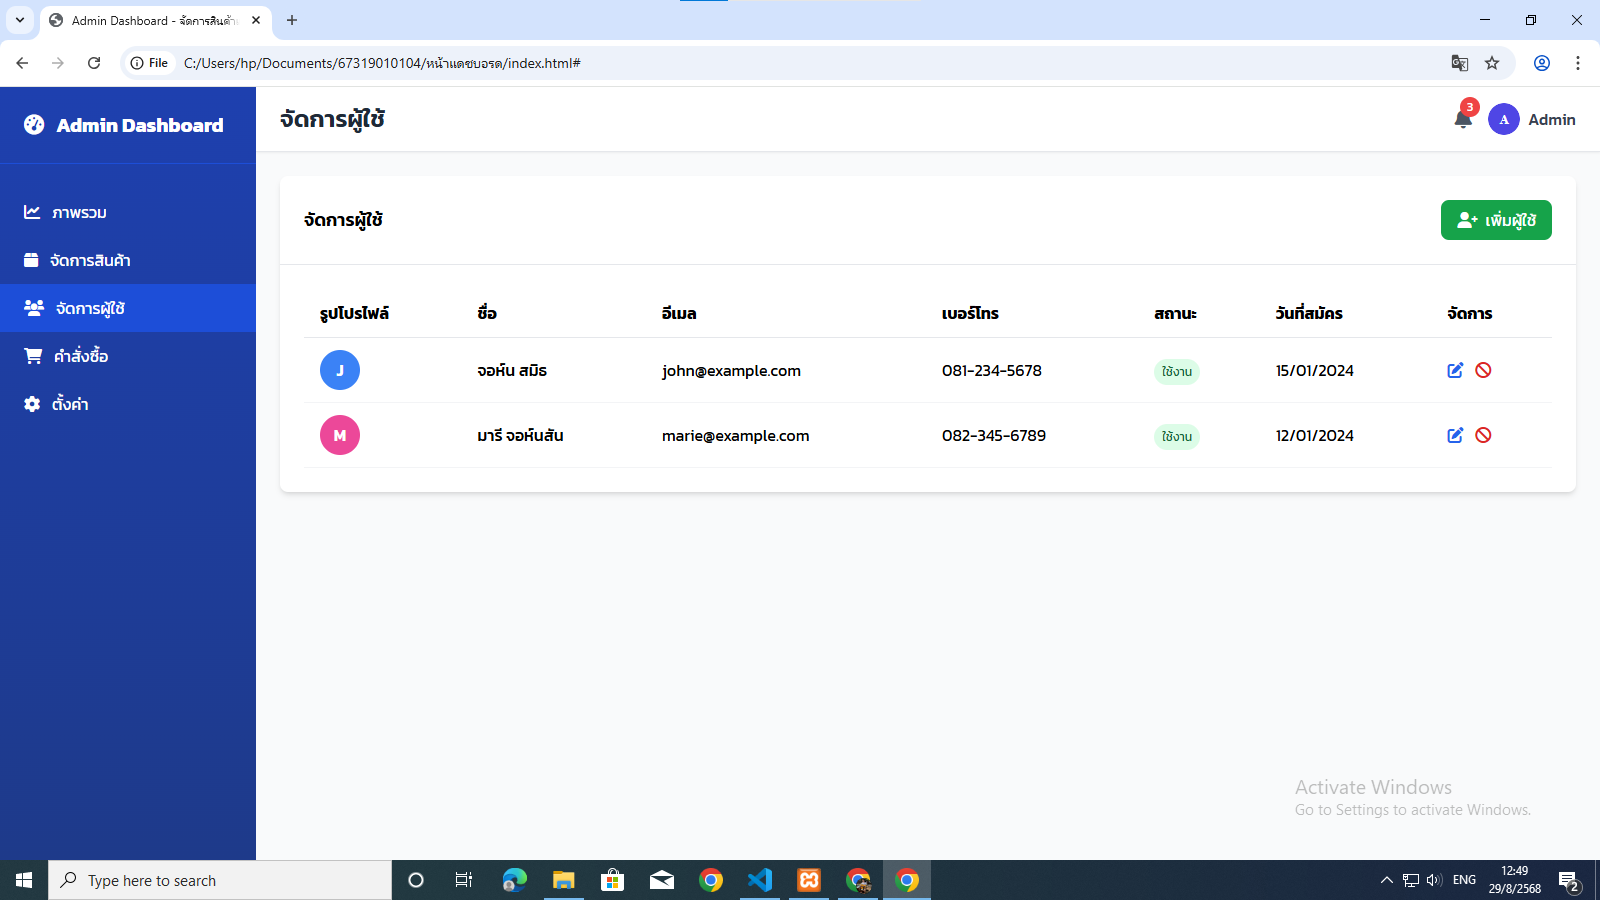 Admin Dashboard - จัดการสินค้า
File C:/Users/hp/Documents/67319010104/หน้าแดชบอรด/index.html#
Admin Dashboard
จัดการผู้ใช้
3
A
Admin
ภาพรวม
จัดการสินค้า
จัดการผู้ใช้
คำสั่งซื้อ
ตั้งค่า
จัดการผู้ใช้
เพิ่มผู้ใช้
รูปโปรไฟล์ ชื่อ อีเมล เบอร์โทร สถานะ วันที่สมัคร จัดการ
J จอห์น สมิธ john@example.com 081-234-5678 ใช้งาน 15/01/2024
M มารี จอห์นสัน marie@example.com 082-345-6789 ใช้งาน 12/01/2024
Activate Windows
Go to Settings to activate Windows.
Type here to search
ENG
12:49
29/8/2568
2